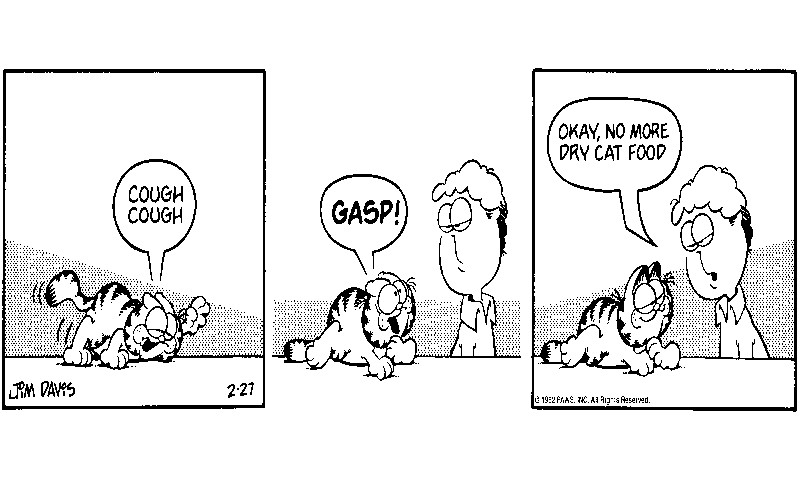 COUGH
COUGH
JIM DAVIS
2-27
GASP!
OKAY, NO MORE
DRY CAT FOOD
© 1982 PAWS, INC. All Rights Reserved.